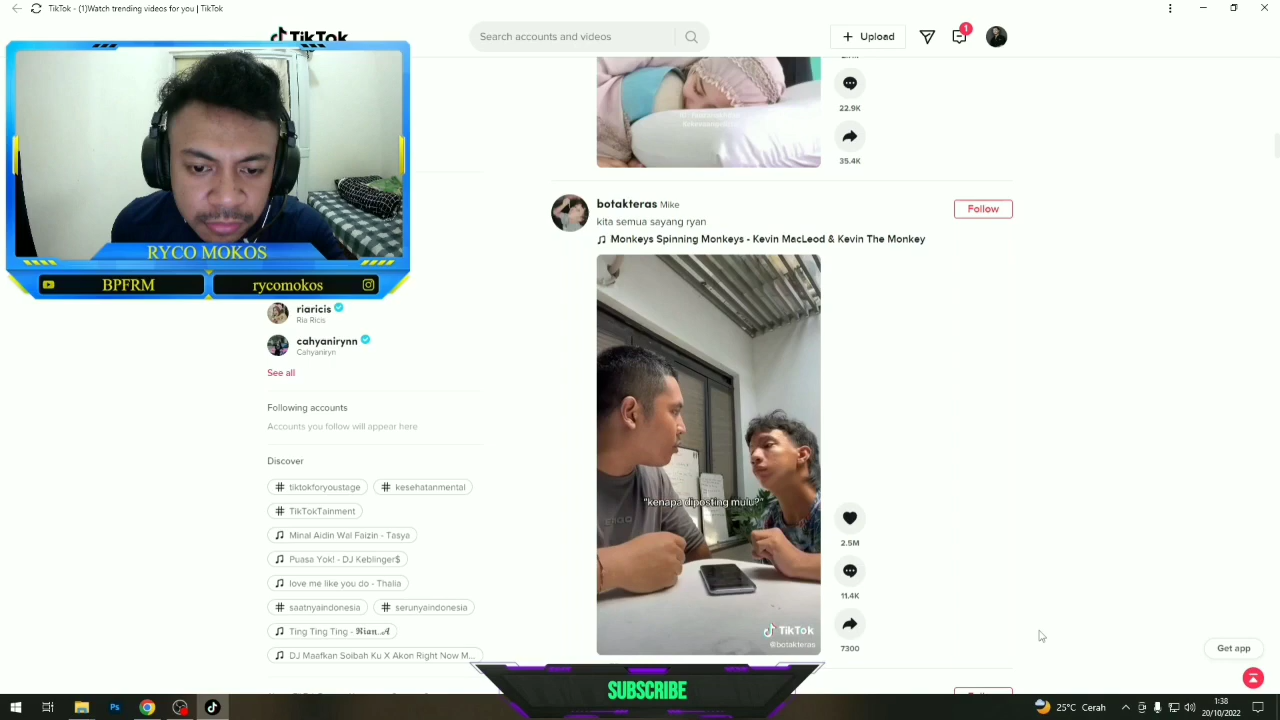 TikTok - (1)Watch trending videos for you | TikTok
TikTok
Search accounts and videos
Upload
1
RYCO MOKOS
BPFRM
rycomokos
22.9K
35.4K
botakteras Mike
Follow
kita semua sayang ryan
Monkeys Spinning Monkeys - Kevin MacLeod & Kevin The Monkey
riaricis
Ria Ricis
cahyanirynn
Cahyaniryn
See all
Following accounts
Accounts you follow will appear here
Discover
# tiktokforyoustage
# kesehatanmental
# TikTokTainment
Minal Aidin Wal Faizin - Tasya
Puasa Yok! - DJ Keblinger$
love me like you do - Thalia
# saatnyaindonesia
# serunyaindonesia
Ting Ting Ting - 𝕽𝖎𝖆𝖓..𝓐
DJ Maafkan Soibah Ku X Akon Right Now M...
"kenapa diposting mulu?"
TikTok
@botakteras
2.5M
11.4K
7300
Get app
SUBSCRIBE
25°C Cerah
1:38
20/10/2022